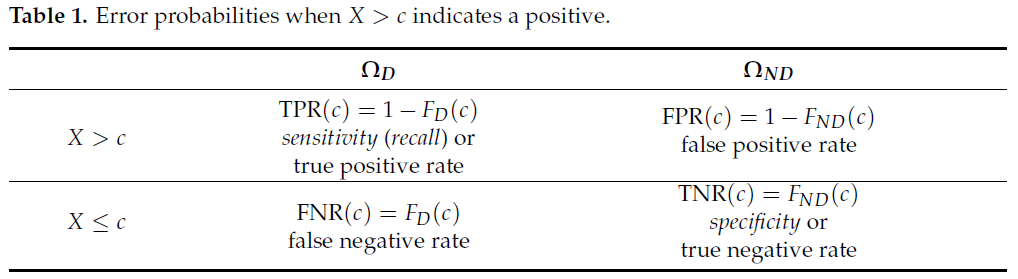 Table 1. Error probabilities when X > c indicates a positive.
Ω_D Ω_ND
X > c
TPR(c) = 1 − F_D(c)
sensitivity (recall) or
true positive rate
FPR(c) = 1 − F_ND(c)
false positive rate
X ≤ c
FNR(c) = F_D(c)
false negative rate
TNR(c) = F_ND(c)
specificity or
true negative rate